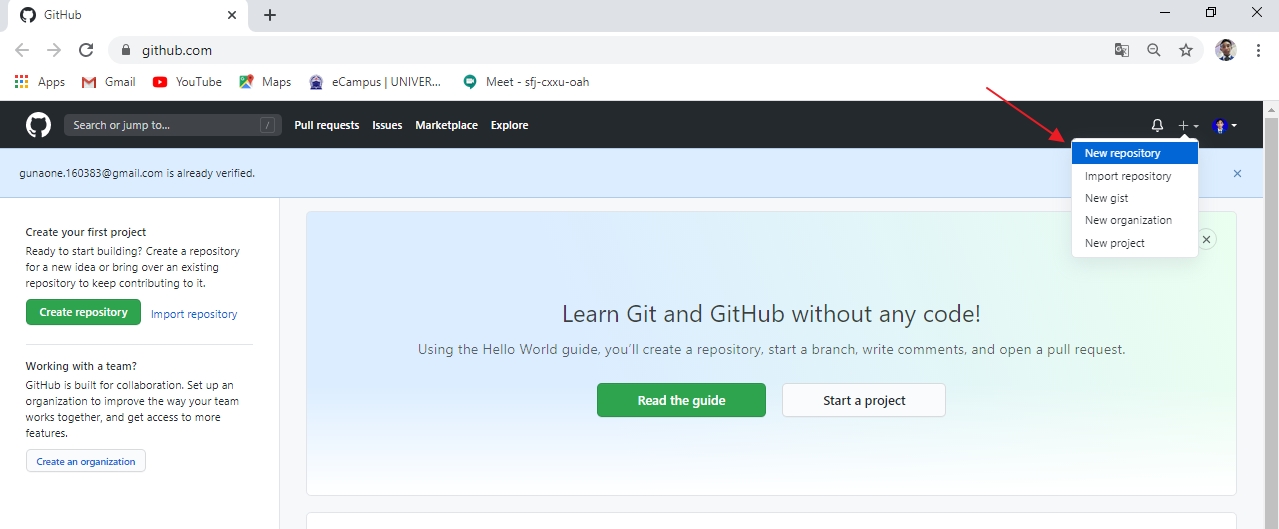 GitHub
github.com
Apps Gmail YouTube Maps eCampus | UNIVER... Meet - sfj-cxxu-oah
Search or jump to... / Pull requests Issues Marketplace Explore
New repository
Import repository
New gist
New organization
New project
gunaone.160383@gmail.com is already verified.
Create your first project
Ready to start building? Create a repository
for a new idea or bring over an existing
repository to keep contributing to it.
Create repository Import repository
Working with a team?
GitHub is built for collaboration. Set up an
organization to improve the way your team
works together, and get access to more
features.
Create an organization
Learn Git and GitHub without any code!
Using the Hello World guide, you'll create a repository, start a branch, write comments, and open a pull request.
Read the guide Start a project